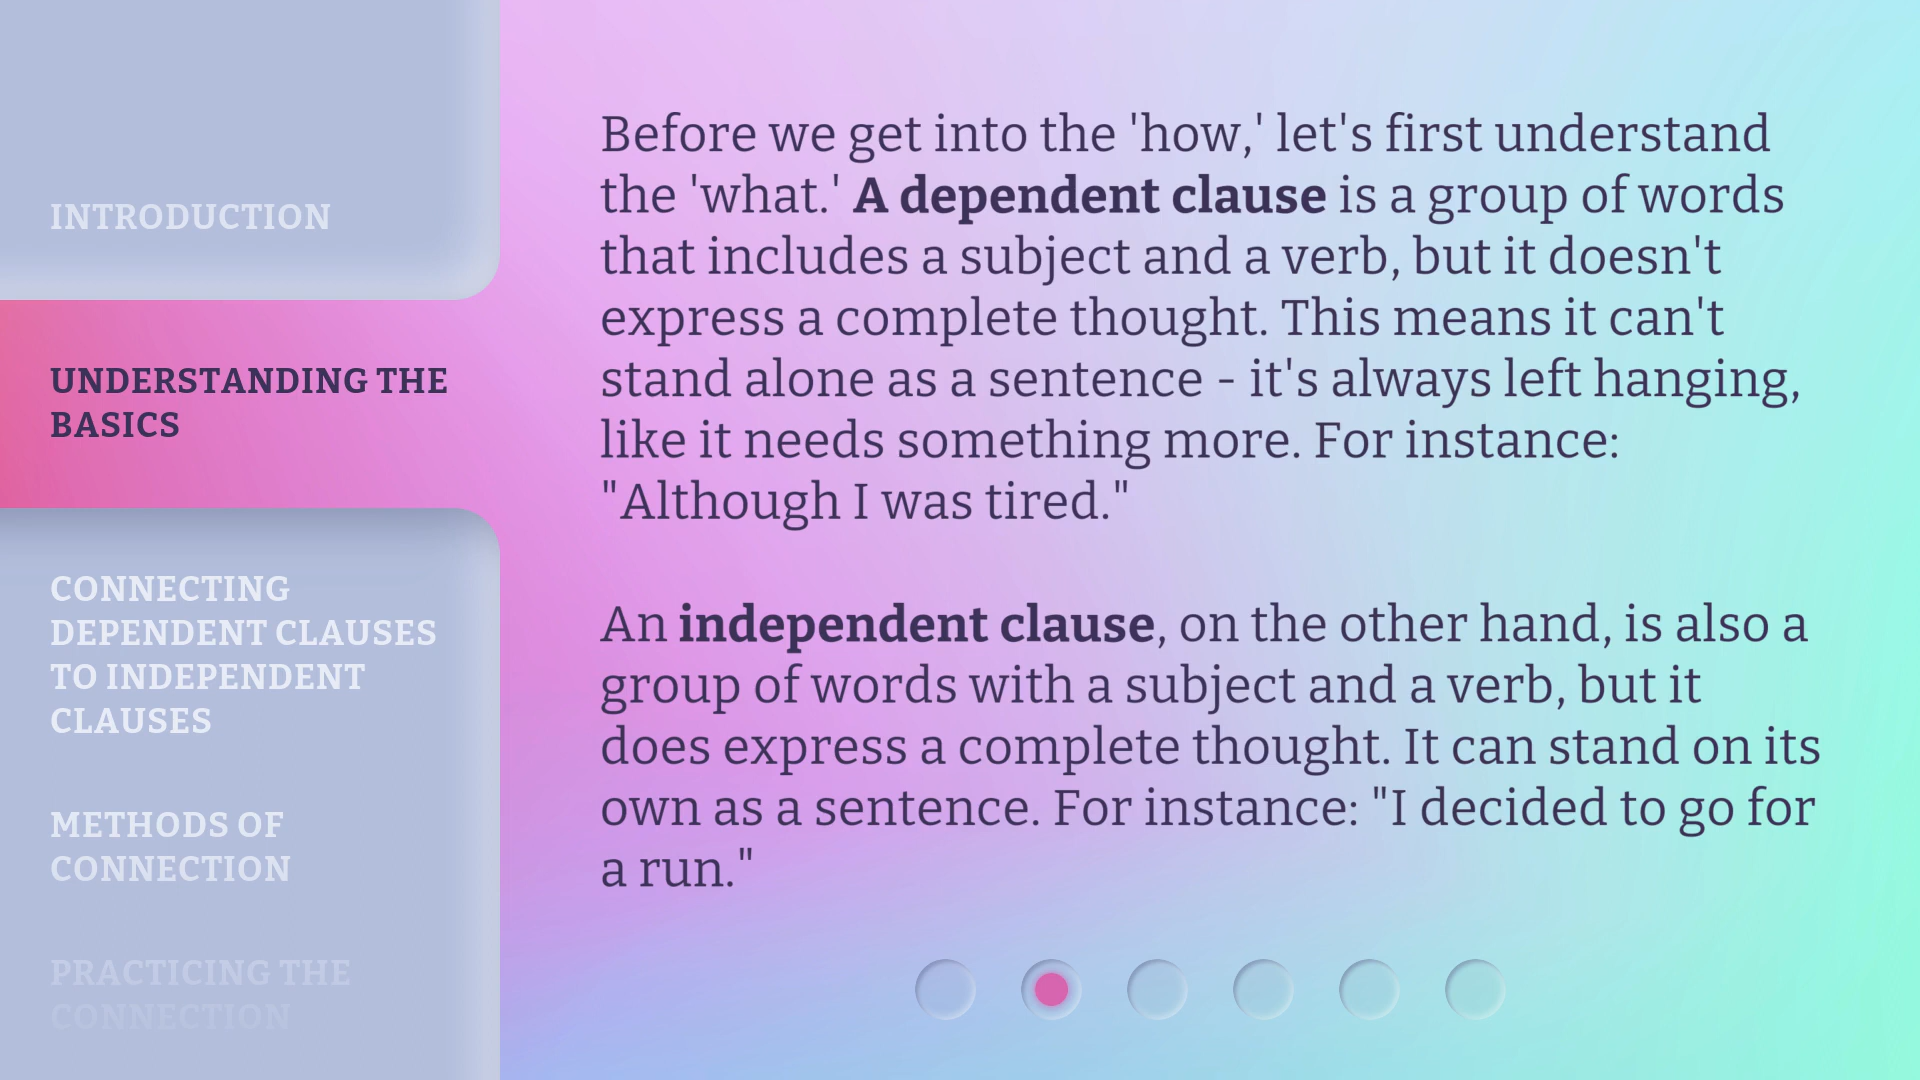 INTRODUCTION
UNDERSTANDING THE
BASICS
CONNECTING
DEPENDENT CLAUSES
TO INDEPENDENT
CLAUSES
METHODS OF
CONNECTION
PRACTICING THE
CONNECTION
Before we get into the 'how,' let's first understand
the 'what.' A dependent clause is a group of words
that includes a subject and a verb, but it doesn't
express a complete thought. This means it can't
stand alone as a sentence - it's always left hanging,
like it needs something more. For instance:
"Although I was tired."
An independent clause, on the other hand, is also a
group of words with a subject and a verb, but it
does express a complete thought. It can stand on its
own as a sentence. For instance: "I decided to go for
a run."